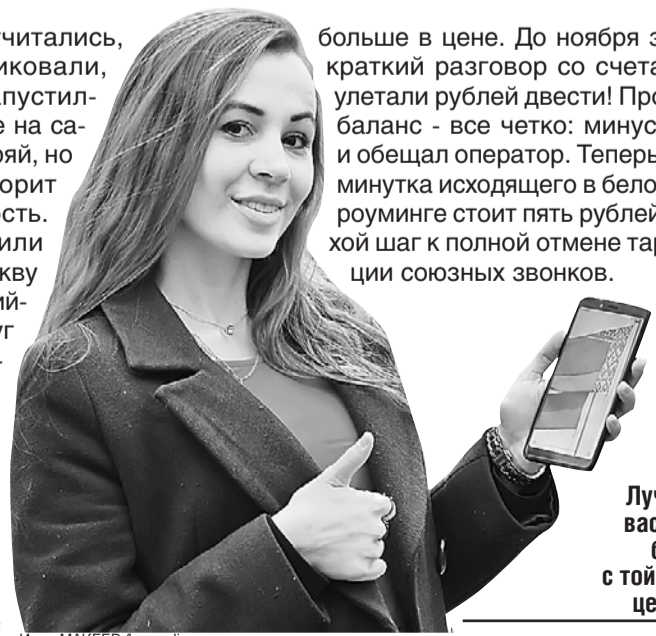 читались,
иковали,
пустил-
е на са-
ряй, но
орит
сть.
или
кву
ий-
уг
больше в цене. До ноября з
краткий разговор со счета
улетали рублей двести! Про
баланс - все четко: минус
и обещал оператор. Теперь
минутка исходящего в бело
роуминге стоит пять рублей
хой шаг к полной отмене тар
ции союзных звонков.
Луч
вас
б
с той
це